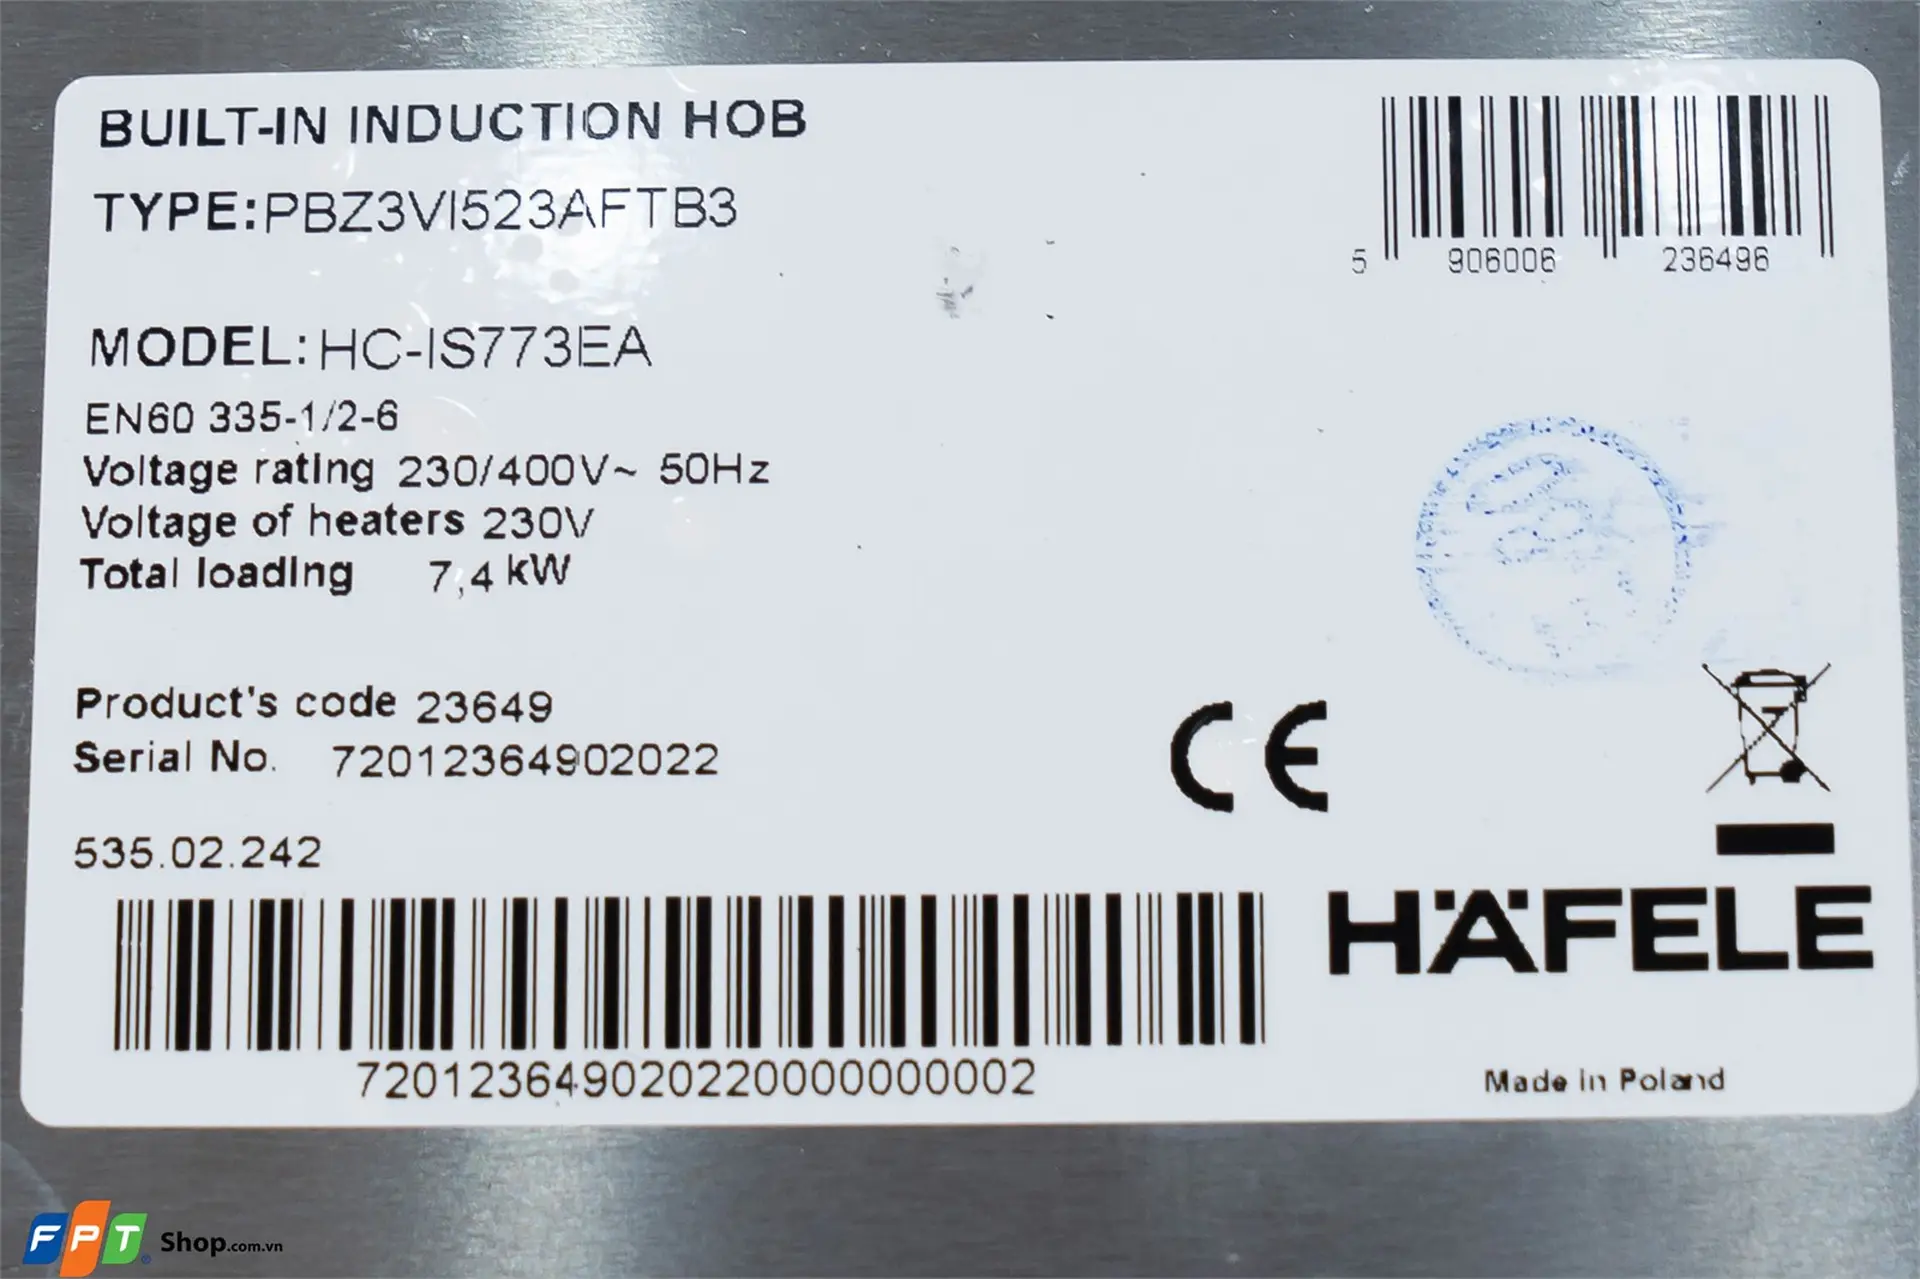 BUILT-IN INDUCTION HOB
TYPE:PBZ3VI523AFTB3
5 906006 236496
MODEL: HC-IS773EA
EN60 335-1/2-6
Voltage rating 230/400V~ 50Hz
Voltage of heaters 230V
Total loading 7,4 kW
Product's code 23649
Serial No. 72012364902022
CE
535.02.242
HÄFELE
720123649020220000000002
Made in Poland
FPT Shop.com.vn